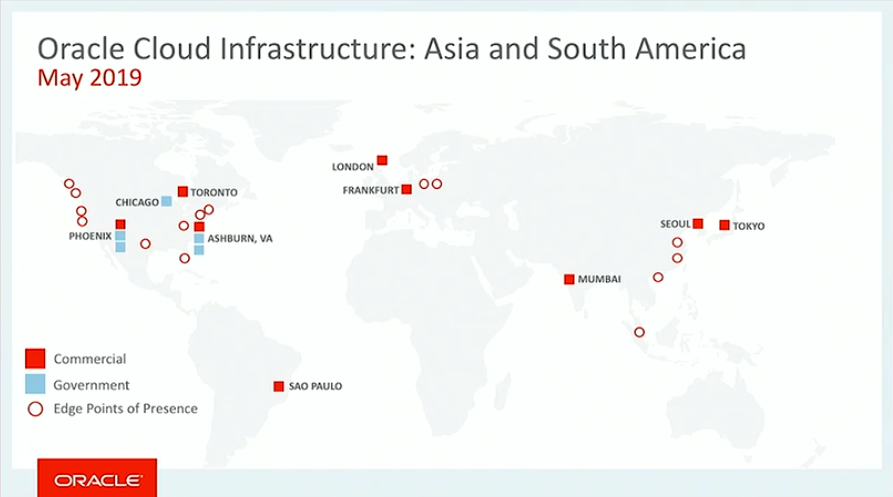 Oracle Cloud Infrastructure: Asia and South America
May 2019
LONDON
FRANKFURT
TORONTO
CHICAGO
PHOENIX
ASHBURN, VA
SEOUL
TOKYO
MUMBAI
SAO PAULO
Commercial
Government
Edge Points of Presence
ORACLE